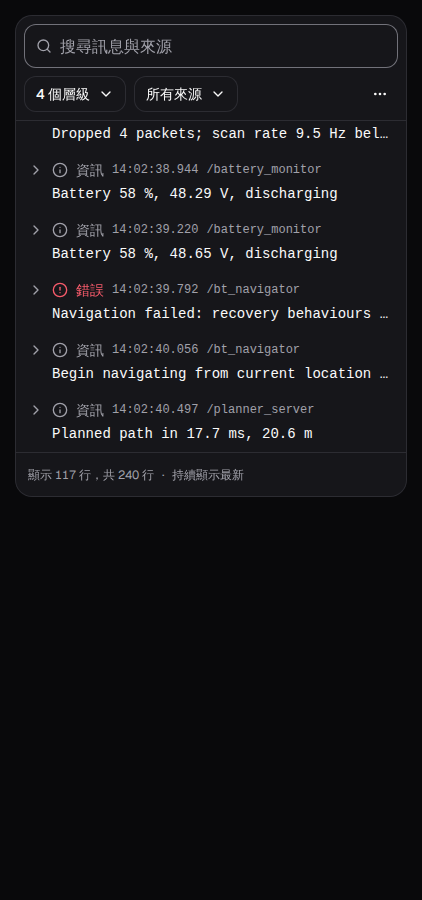 搜尋訊息與來源
4 個層級
所有來源
Dropped 4 packets; scan rate 9.5 Hz bel…
資訊 14:02:38.944 /battery_monitor
Battery 58 %, 48.29 V, discharging
資訊 14:02:39.220 /battery_monitor
Battery 58 %, 48.65 V, discharging
錯誤 14:02:39.792 /bt_navigator
Navigation failed: recovery behaviours …
資訊 14:02:40.056 /bt_navigator
Begin navigating from current location …
資訊 14:02:40.497 /planner_server
Planned path in 17.7 ms, 20.6 m
顯示 117 行，共 240 行 · 持續顯示最新